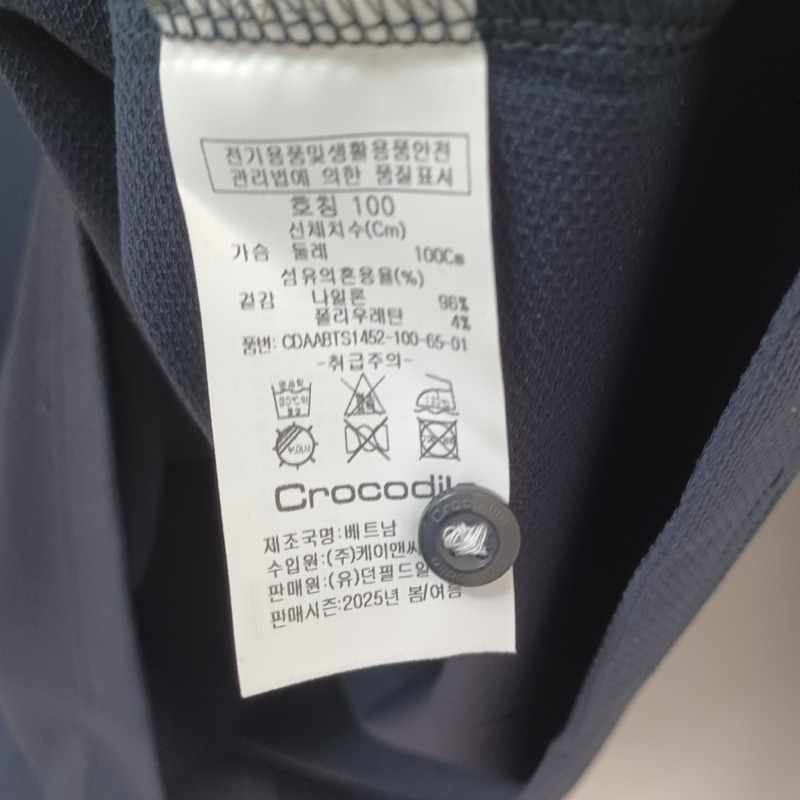 전기용품및생활용품안전
관리법에 의한 품질표시
호칭 100
신체치수(Cm)
가슴 둘레 100Cm
섬유의혼용율(%)
겉감 나일론 96%
폴리우레탄 4%
품번: CDAABTS1452-100-65-01
-취급주의-
Crocodile
제조국명:베트남
수입원:(주)케이앤씨
판매원:(유)던필드알
판매시즌:2025년 봄/여름